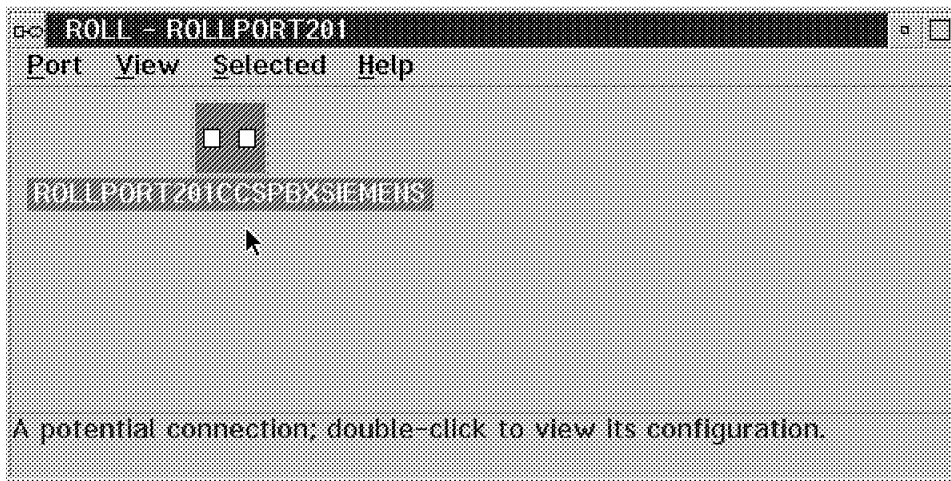 ROLL - ROLLPORT201
Port View Selected Help
ROLLPORT201CCSPBXSIEMENS
A potential connection; double-click to view its configuration.